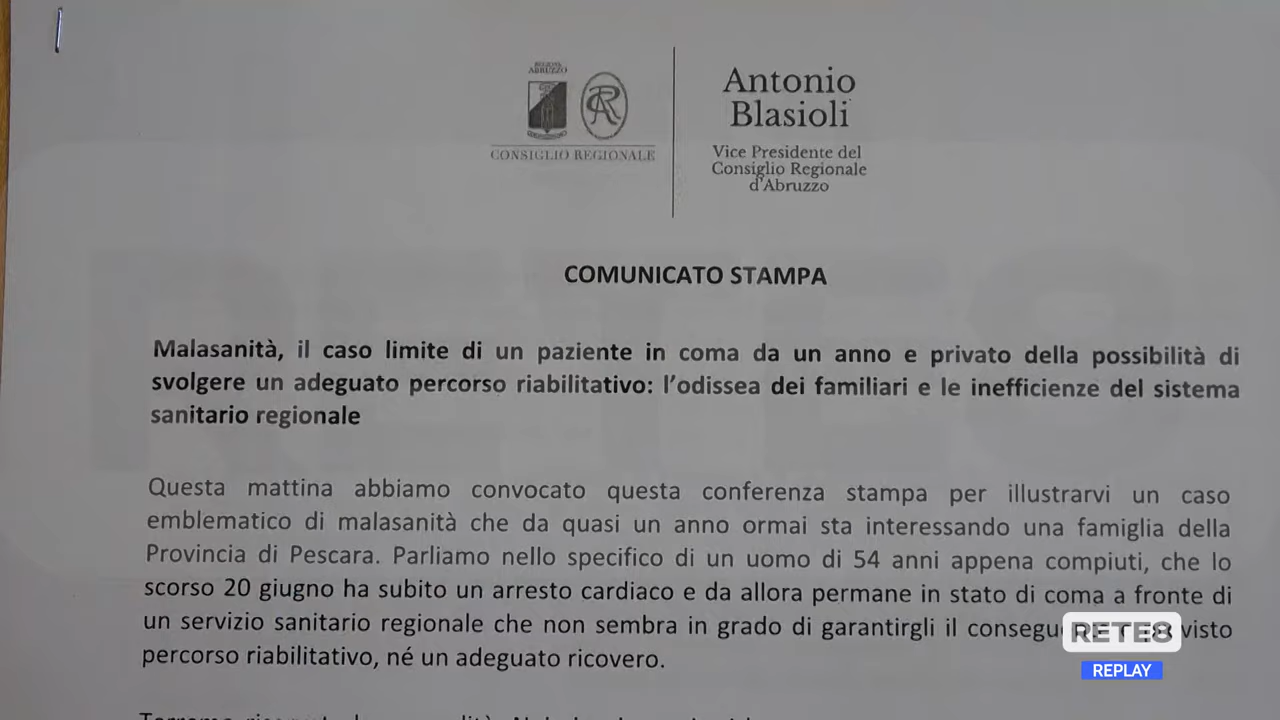 REGIONE
ABRUZZO
CONSIGLIO REGIONALE
Antonio
Blasioli
Vice Presidente del
Consiglio Regionale
d'Abruzzo
COMUNICATO STAMPA
Malasanità, il caso limite di un paziente in coma da un anno e privato della possibilità di
svolgere un adeguato percorso riabilitativo: l'odissea dei familiari e le inefficienze del sistema
sanitario regionale
Questa mattina abbiamo convocato questa conferenza stampa per illustrarvi un caso
emblematico di malasanità che da quasi un anno ormai sta interessando una famiglia della
Provincia di Pescara. Parliamo nello specifico di un uomo di 54 anni appena compiuti, che lo
scorso 20 giugno ha subito un arresto cardiaco e da allora permane in stato di coma a fronte di
un servizio sanitario regionale che non sembra in grado di garantirgli il
percorso riabilitativo, né un adeguato ricovero.
RETE8
REPLAY